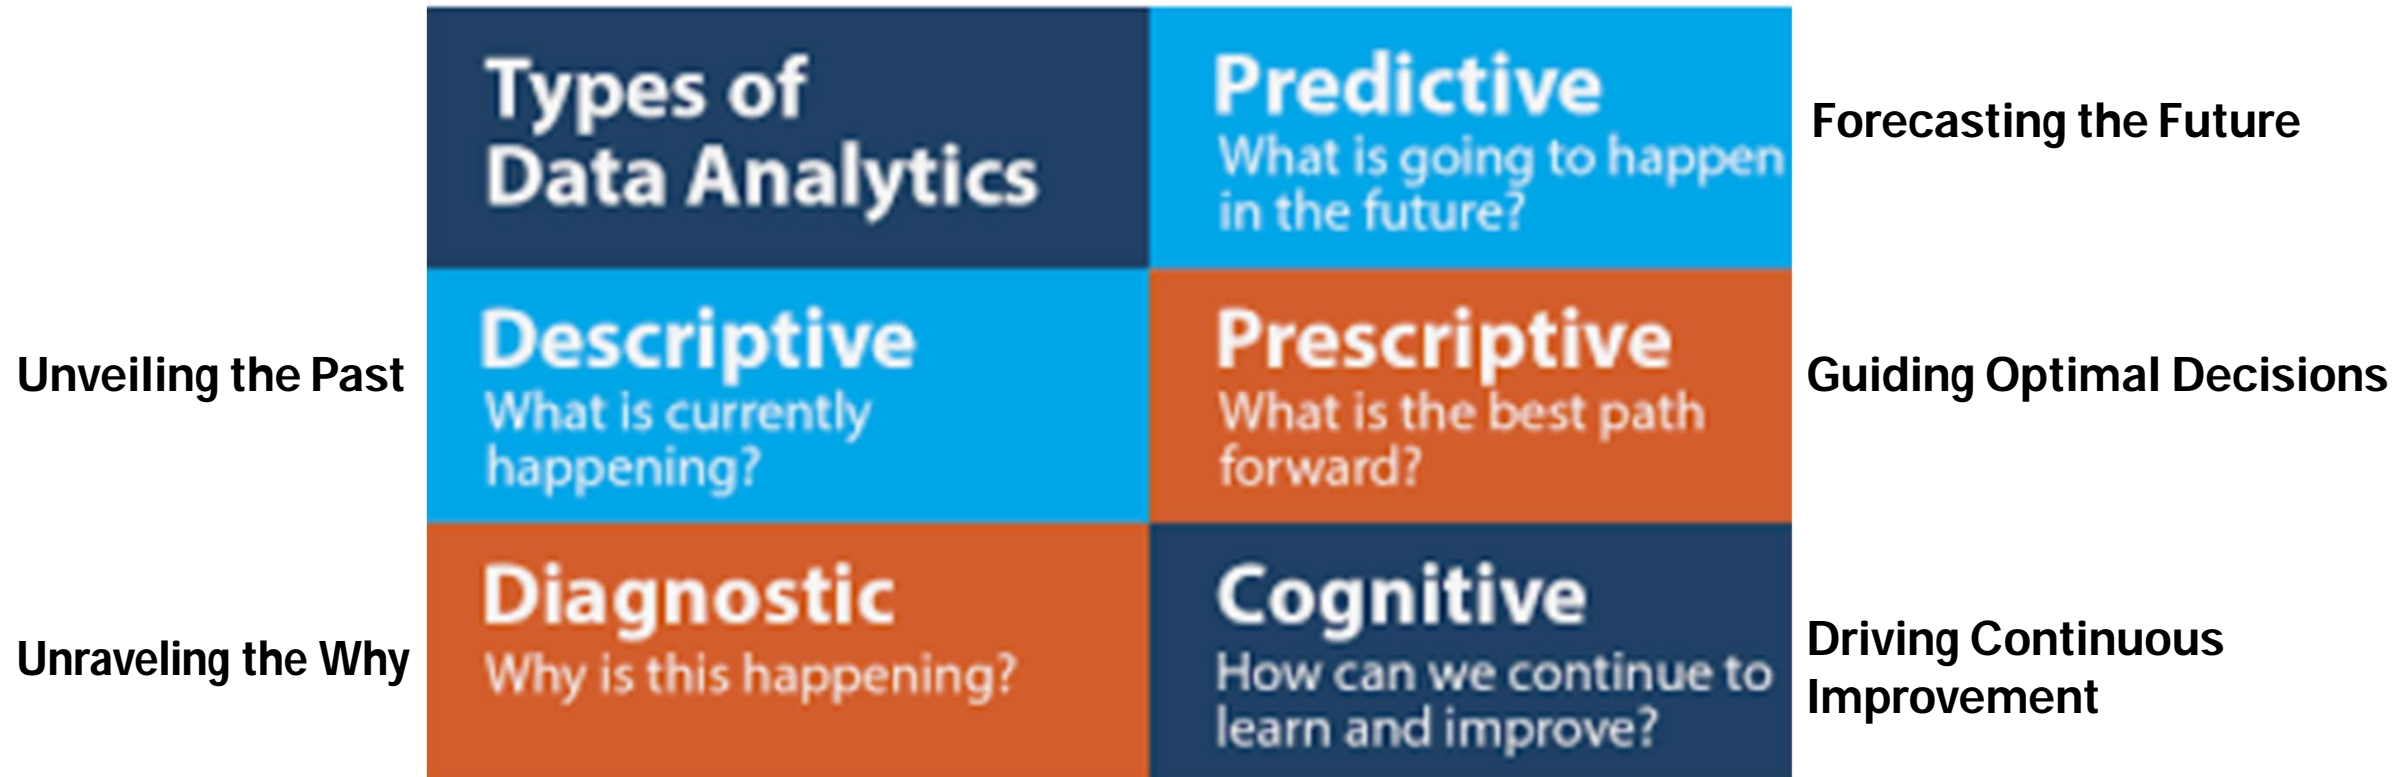 Types of
Data Analytics
Predictive
What is going to happen
in the future?
Forecasting the Future
Unveiling the Past
Descriptive
What is currently
happening?
Prescriptive
What is the best path
forward?
Guiding Optimal Decisions
Unraveling the Why
Diagnostic
Why is this happening?
Cognitive
How can we continue to
learn and improve?
Driving Continuous
Improvement